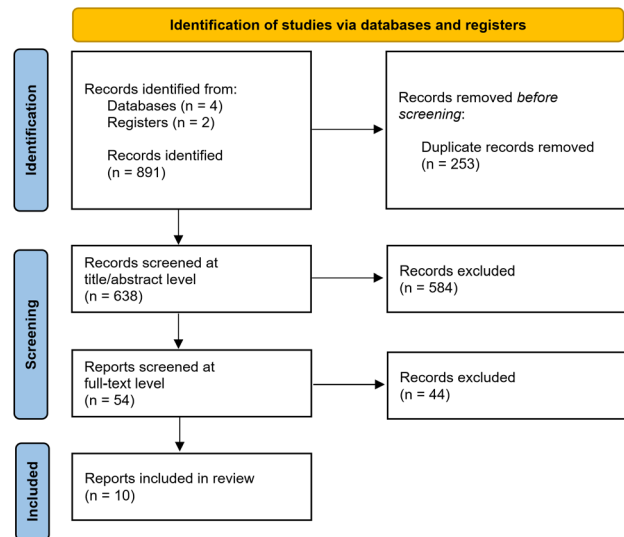 Identification of studies via databases and registers
Identification
Records identified from:
Databases (n = 4)
Registers (n = 2)
Records identified
(n = 891)
Records removed before
screening:
Duplicate records removed
(n = 253)
Screening
Records screened at
title/abstract level
(n = 638)
Records excluded
(n = 584)
Reports screened at
full-text level
(n = 54)
Records excluded
(n = 44)
Included
Reports included in review
(n = 10)